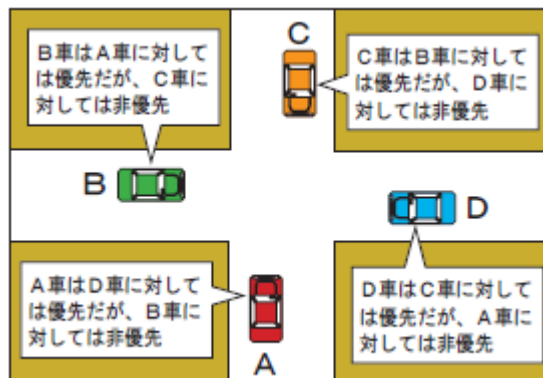 B車はA車に対して
は優先だが、C車に
対しては非優先
C
C車はB車に対して
は優先だが、D車に
対しては非優先
B
D
A車はD車に対して
は優先だが、B車に
対しては非優先
A
D車はC車に対して
は優先だが、A車に
対しては非優先